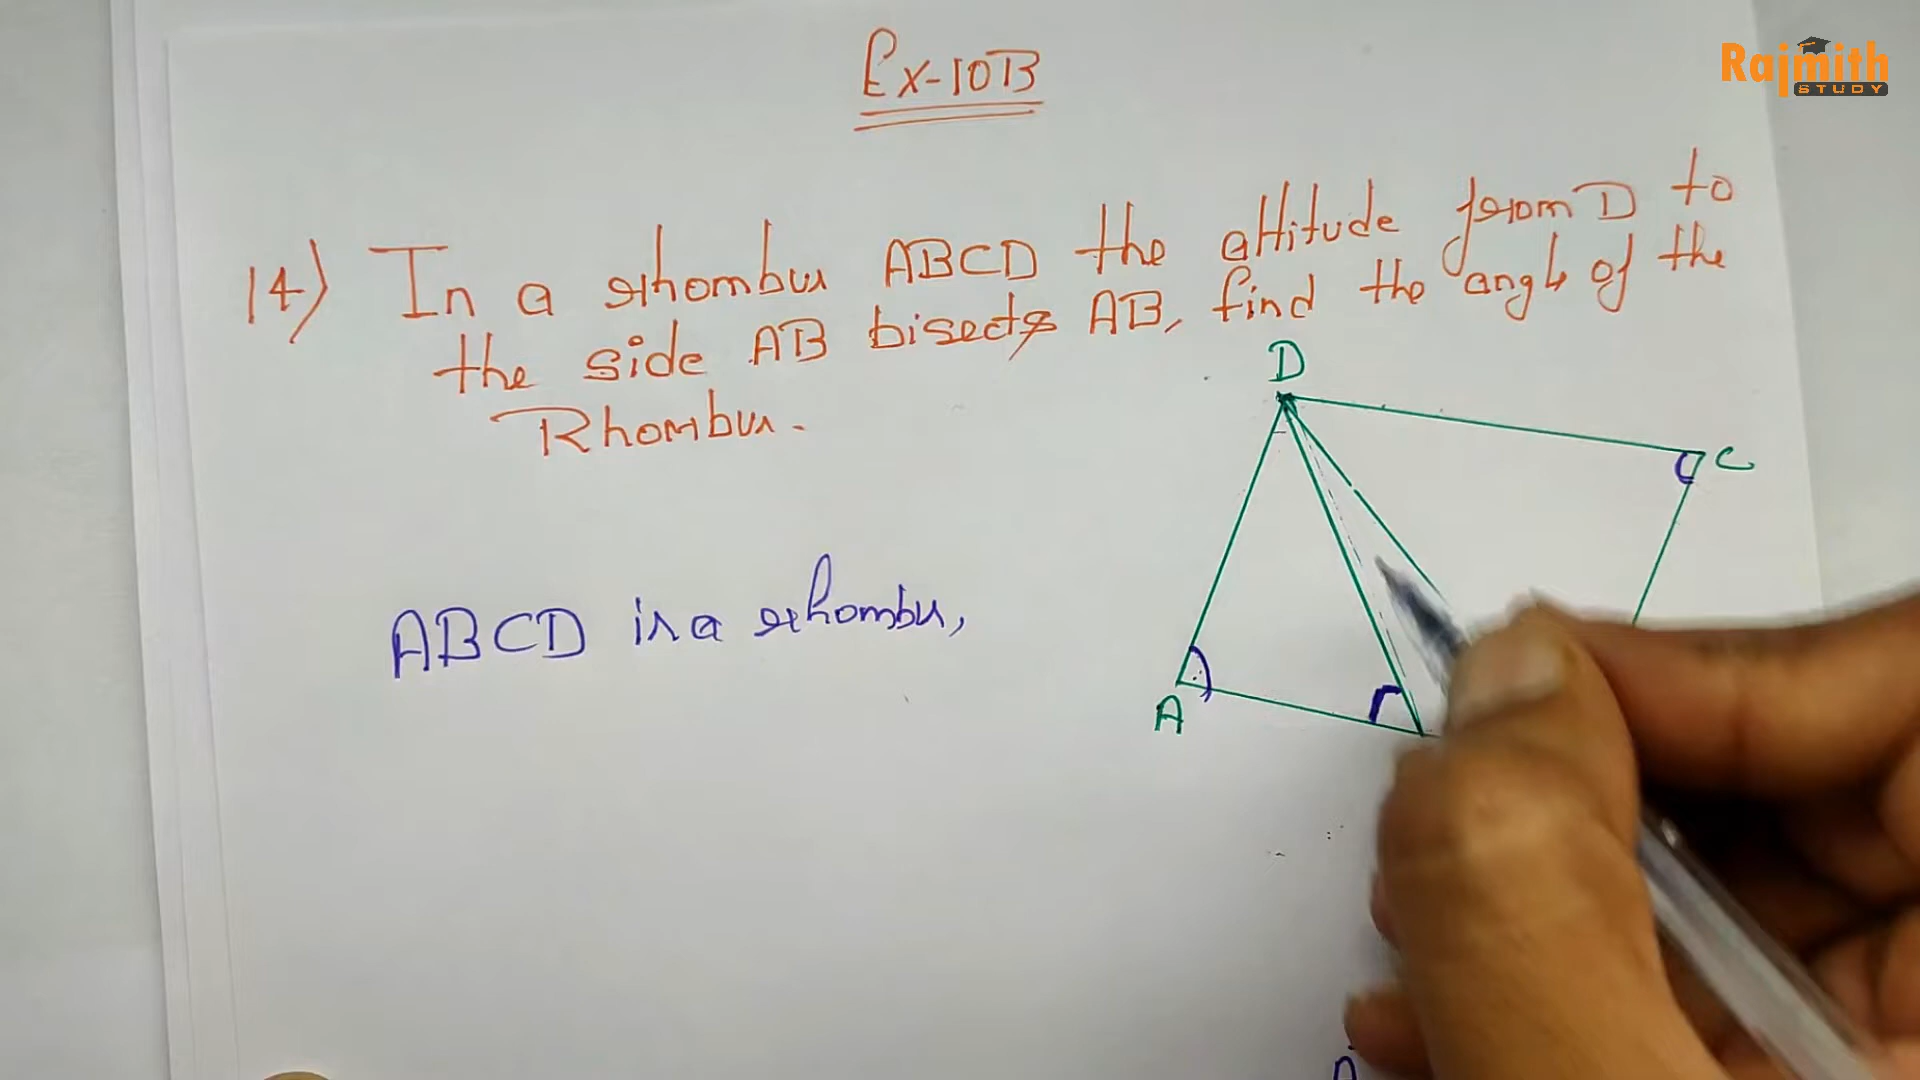 Rajmith
STUDY
Ex-10B
14) In a rhombus ABCD the altitude from D to
the side AB bisects AB, find the angle of the
Rhombus.
D
C
ABCD is a rhombus,
A